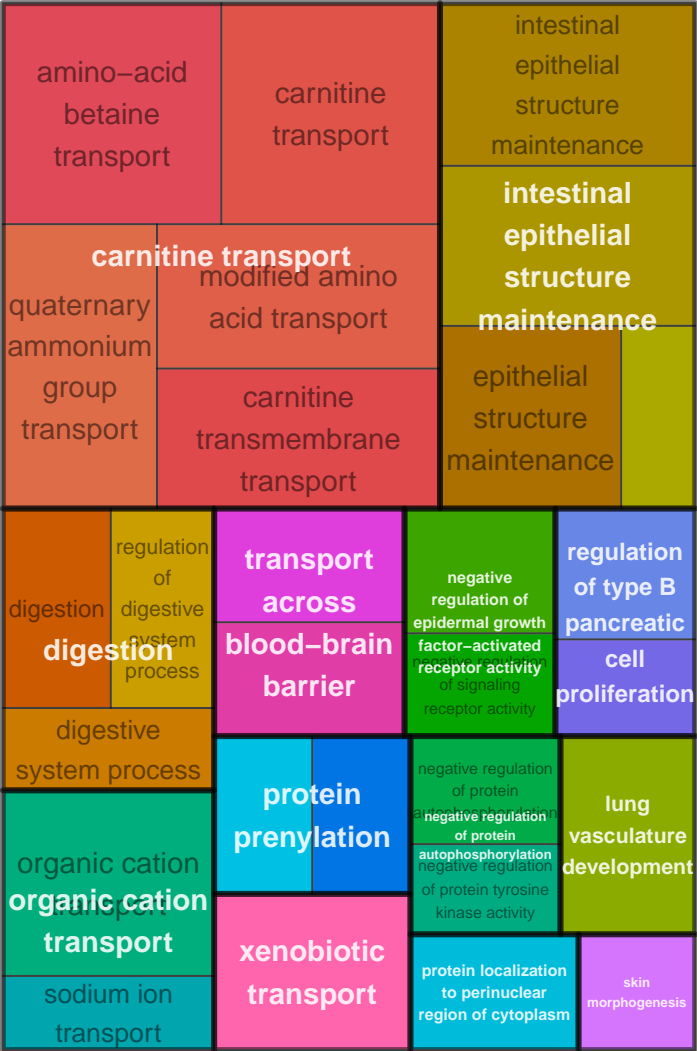 amino−acid
betaine
transport
carnitine
transport
carnitine transport
quaternary
ammonium
group
transport
modified amino
acid transport
carnitine
transmembrane
transport
intestinal
epithelial
structure
maintenance
intestinal
epithelial
structure
maintenance
epithelial
structure
maintenance
digestion
regulation
of
digestive
system
process
digestion
digestive
system process
transport
across
blood−brain
barrier
negative
regulation of
epidermal growth
factor−activated
receptor activity
negative regulation
of signaling
receptor activity
regulation
of type B
pancreatic
cell
proliferation
organic cation
transport
organic cation
transport
sodium ion
transport
protein
prenylation
xenobiotic
transport
negative regulation
of protein
autophosphorylation
negative regulation
of protein
autophosphorylation
negative regulation
of protein tyrosine
kinase activity
lung
vasculature
development
protein localization
to perinuclear
region of cytoplasm
skin
morphogenesis